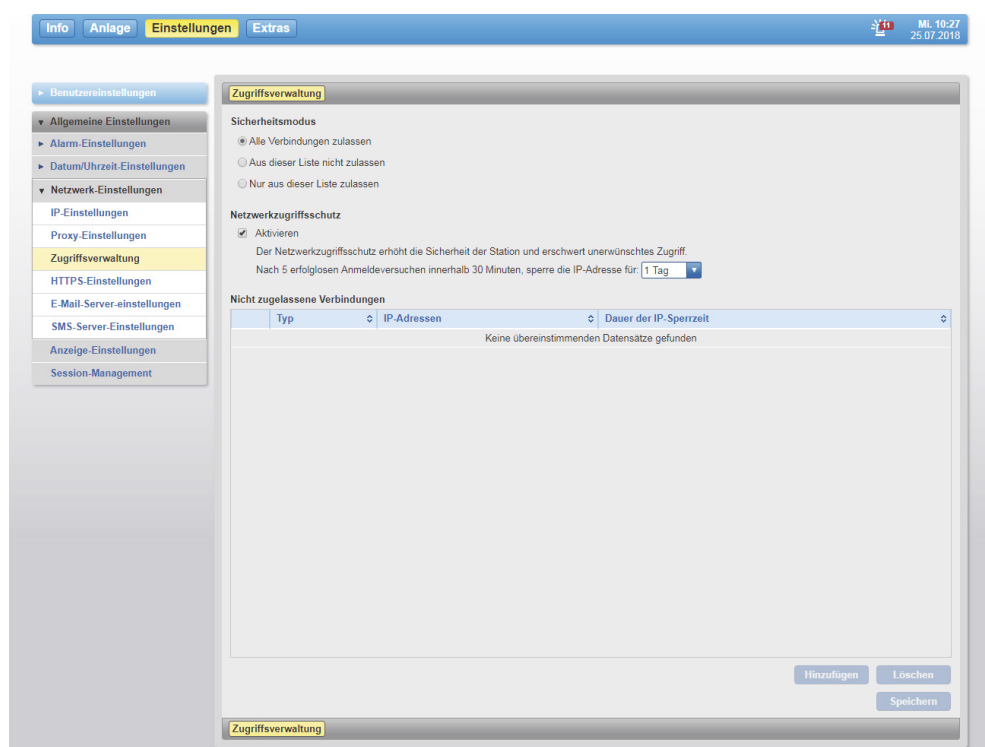 Info Anlage Einstellungen Extras 11 Mi. 10:27
25.07.2018
Benutzereinstellungen
Allgemeine Einstellungen
Alarm-Einstellungen
Datum/Uhrzeit-Einstellungen
Netzwerk-Einstellungen
IP-Einstellungen
Proxy-Einstellungen
Zugriffsverwaltung
HTTPS-Einstellungen
E-Mail-Server-einstellungen
SMS-Server-Einstellungen
Anzeige-Einstellungen
Session-Management
Zugriffsverwaltung
Sicherheitsmodus
Alle Verbindungen zulassen
Aus dieser Liste nicht zulassen
Nur aus dieser Liste zulassen
Netzwerkzugriffsschutz
Aktivieren
Der Netzwerkzugriffsschutz erhöht die Sicherheit der Station und erschwert unerwünschtes Zugriff.
Nach 5 erfolglosen Anmeldeversuchen innerhalb 30 Minuten, sperre die IP-Adresse für: 1 Tag
Nicht zugelassene Verbindungen
Typ IP-Adressen Dauer der IP-Sperrzeit
Keine übereinstimmenden Datensätze gefunden
Hinzufügen Löschen
Speichern
Zugriffsverwaltung